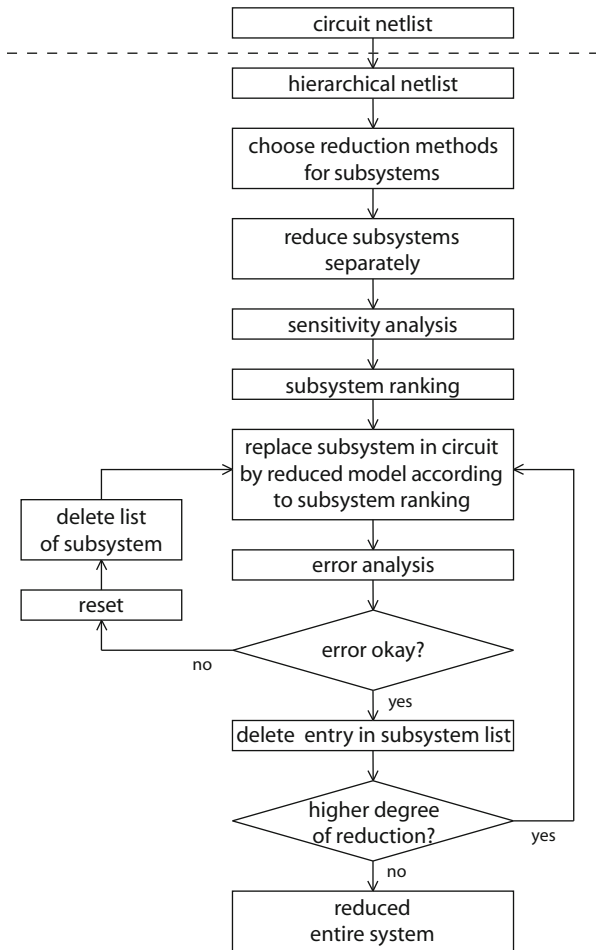 circuit netlist
hierarchical netlist
choose reduction methods
for subsystems
reduce subsystems
separately
sensitivity analysis
subsystem ranking
replace subsystem in circuit
by reduced model according
to subsystem ranking
delete list
of subsystem
error analysis
reset
error okay?
no
yes
delete entry in subsystem list
higher degree
of reduction?
yes
no
reduced
entire system